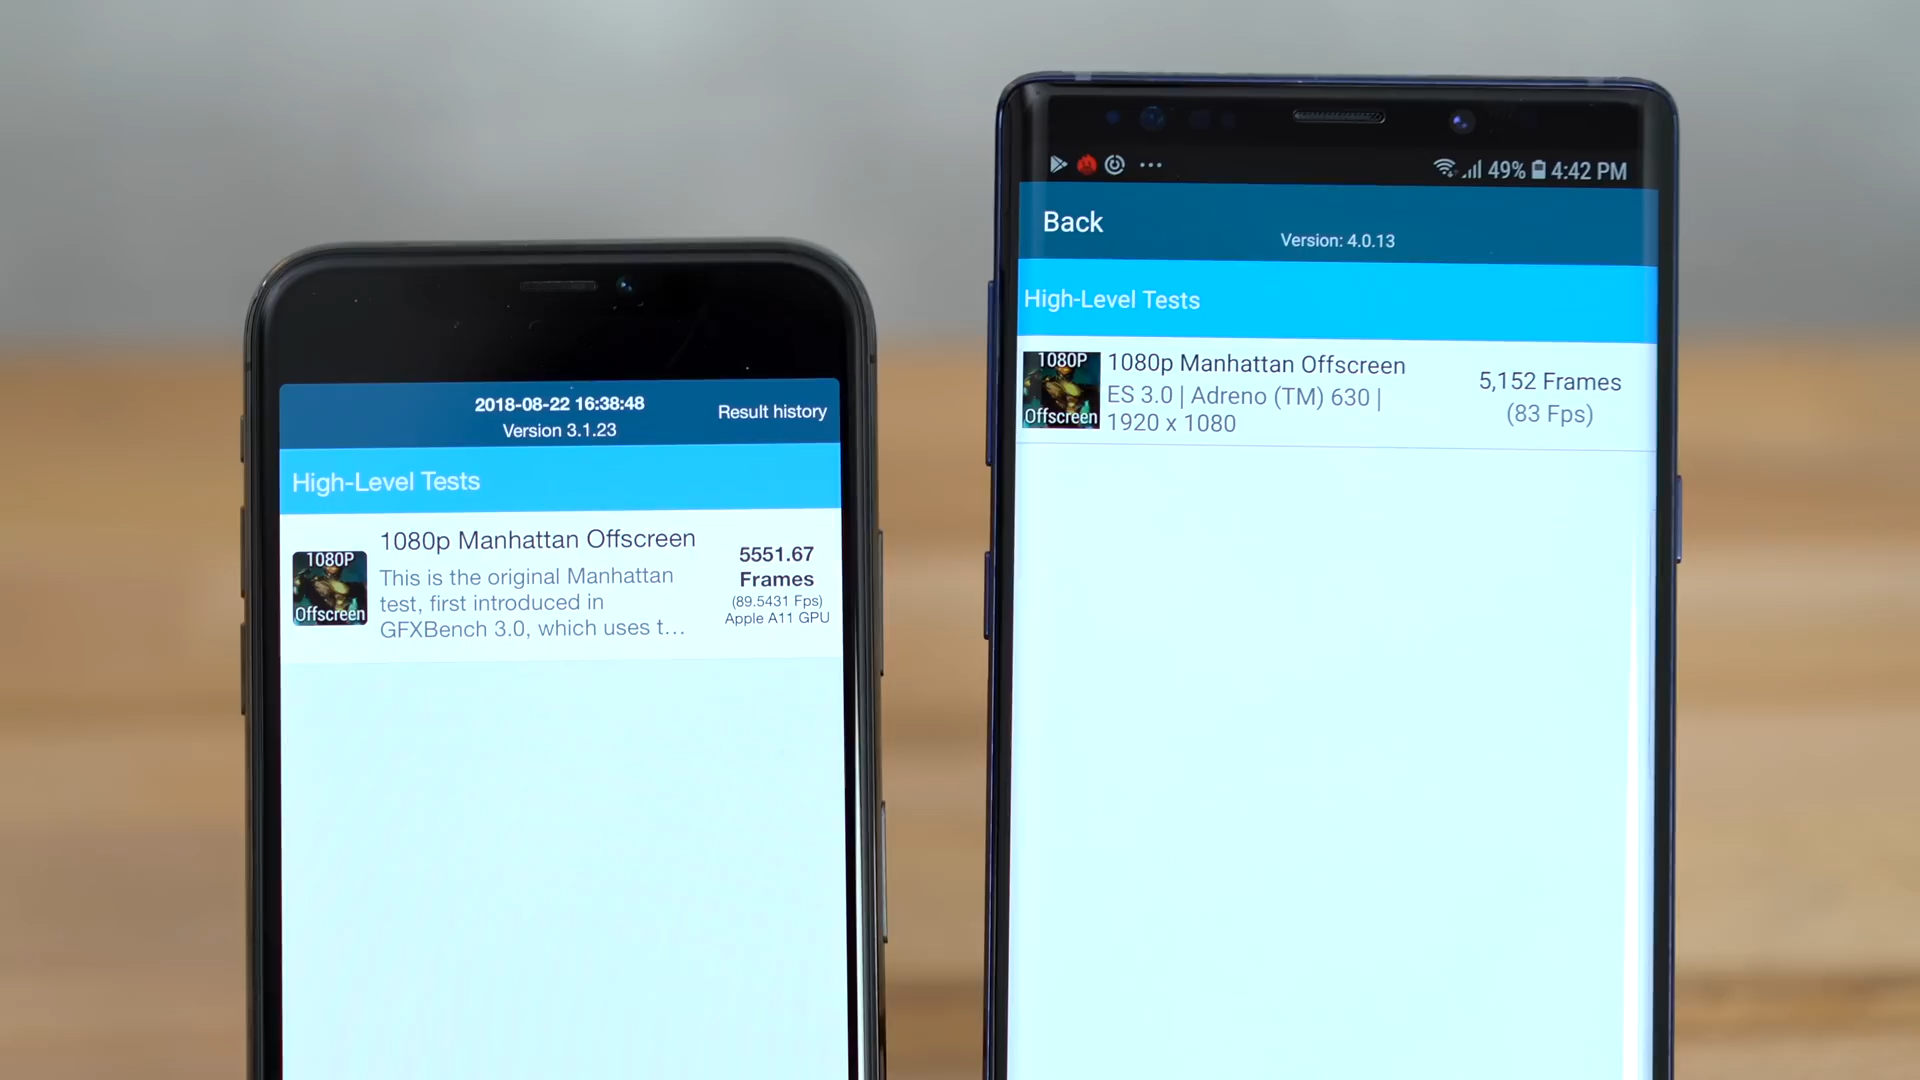 2018-08-22 16:38:48
Version 3.1.23
Result history
High-Level Tests
1080P
Offscreen
1080p Manhattan Offscreen
This is the original Manhattan
test, first introduced in
GFXBench 3.0, which uses t...
5551.67
Frames
(89.5431 Fps)
Apple A11 GPU
49% 4:42 PM
Back
Version: 4.0.13
High-Level Tests
1080P
Offscreen
1080p Manhattan Offscreen
ES 3.0 | Adreno (TM) 630 |
1920 x 1080
5,152 Frames
(83 Fps)